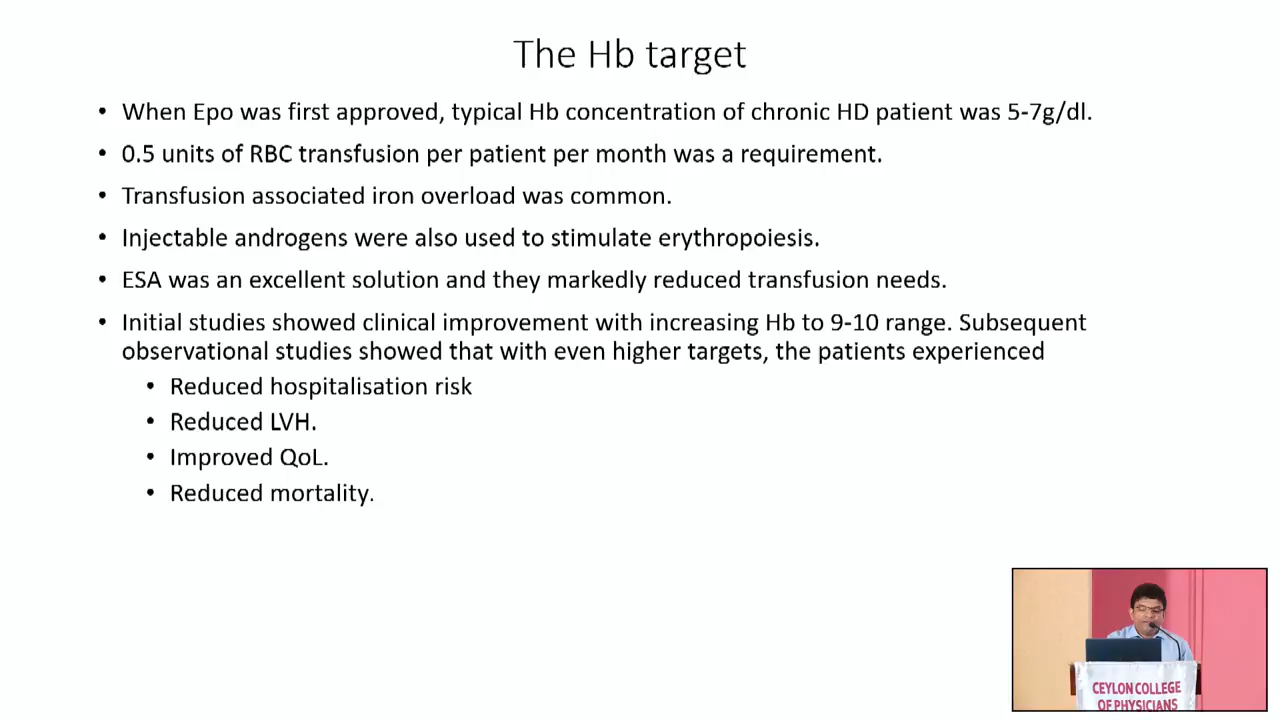 The Hb target
• When Epo was first approved, typical Hb concentration of chronic HD patient was 5-7g/dl.
• 0.5 units of RBC transfusion per patient per month was a requirement.
• Transfusion associated iron overload was common.
• Injectable androgens were also used to stimulate erythropoiesis.
• ESA was an excellent solution and they markedly reduced transfusion needs.
• Initial studies showed clinical improvement with increasing Hb to 9-10 range. Subsequent
observational studies showed that with even higher targets, the patients experienced
• Reduced hospitalisation risk
• Reduced LVH.
• Improved QoL.
• Reduced mortality.
CEYLON COLLEGE
OF PHYSICIANS